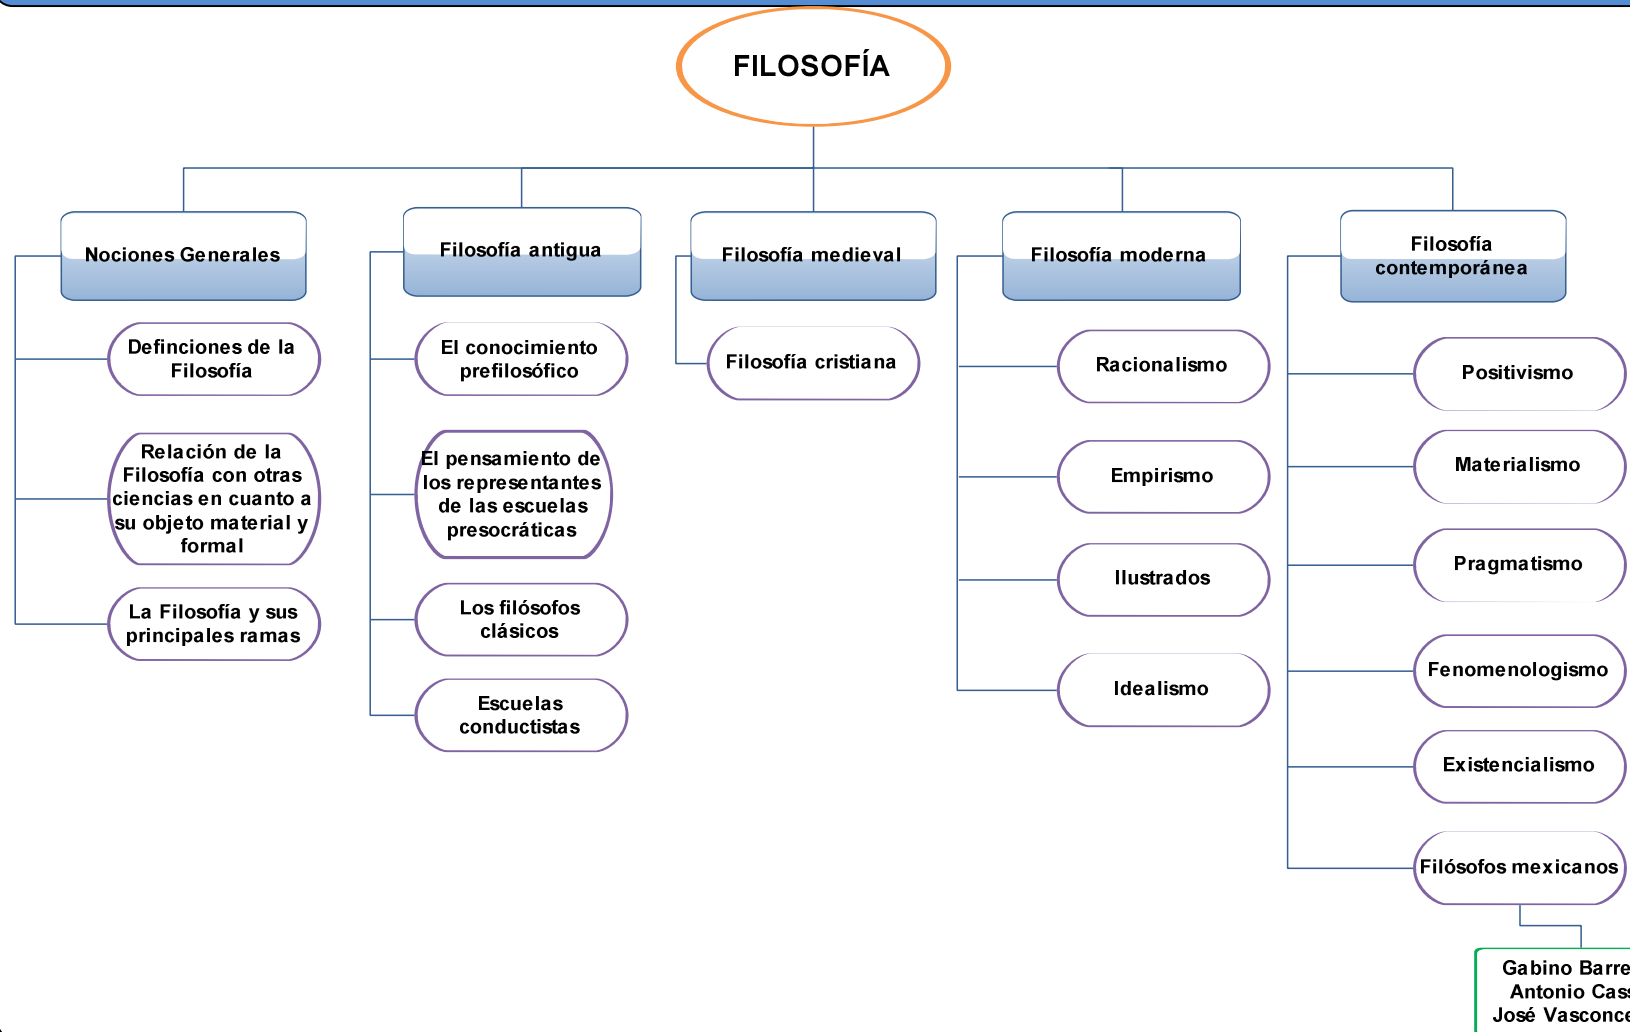 FILOSOFÍA
Nociones Generales
Definciones de la
Filosofía
Relación de la
Filosofía con otras
ciencias en cuanto a
su objeto material y
formal
La Filosofía y sus
principales ramas
Filosofía antigua
El conocimiento
prefilosófico
El pensamiento de
los representantes
de las escuelas
presocráticas
Los filósofos
clásicos
Escuelas
conductistas
Filosofía medieval
Filosofía cristiana
Filosofía moderna
Racionalismo
Empirismo
Ilustrados
Idealismo
Filosofía
contemporánea
Positivismo
Materialismo
Pragmatismo
Fenomenologismo
Existencialismo
Filósofos mexicanos
Gabino
Antonio
José